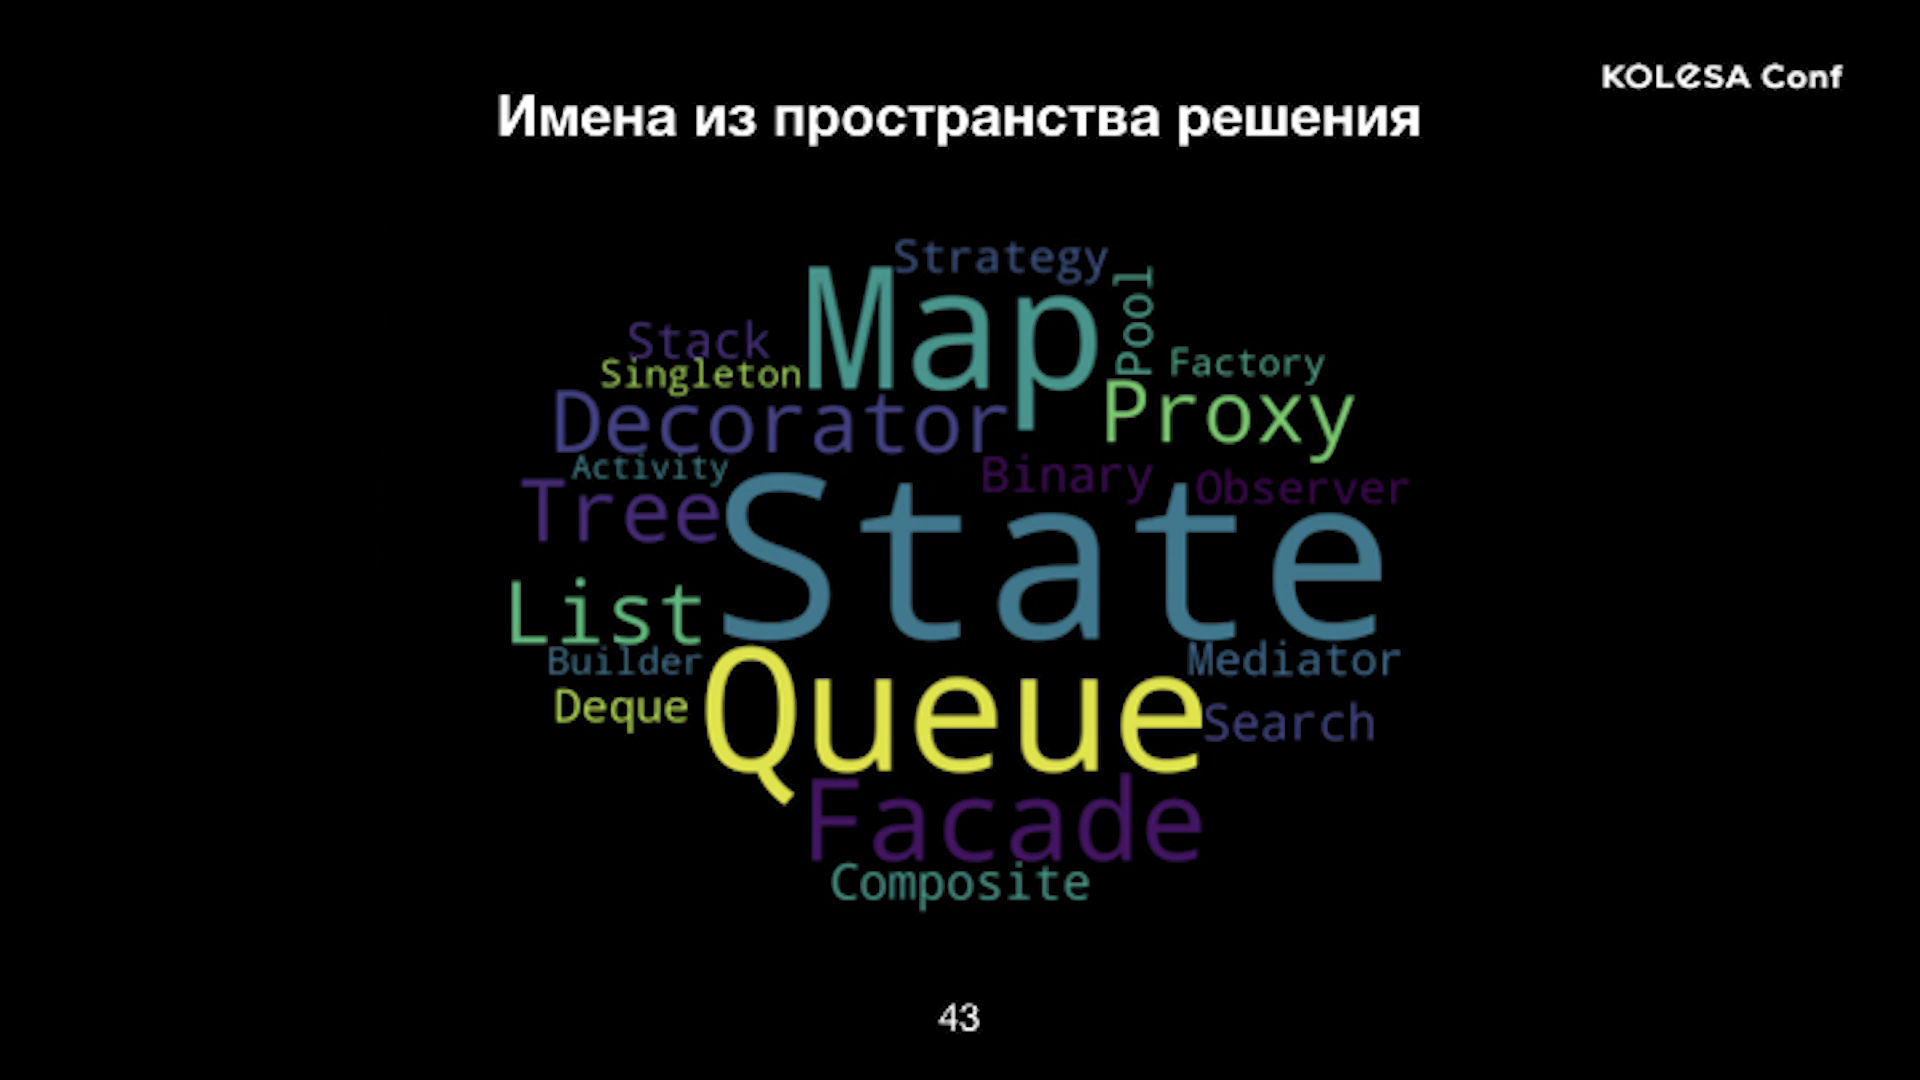 KOLESA Conf
Имена из пространства решения
Strategy
Map
Pool
Stack
Factory
Singleton
Proxy
Decorator
Activity
Binary
Observer
Tree
State
List
Builder
Mediator
Deque
Queue
Search
Facade
Composite
43